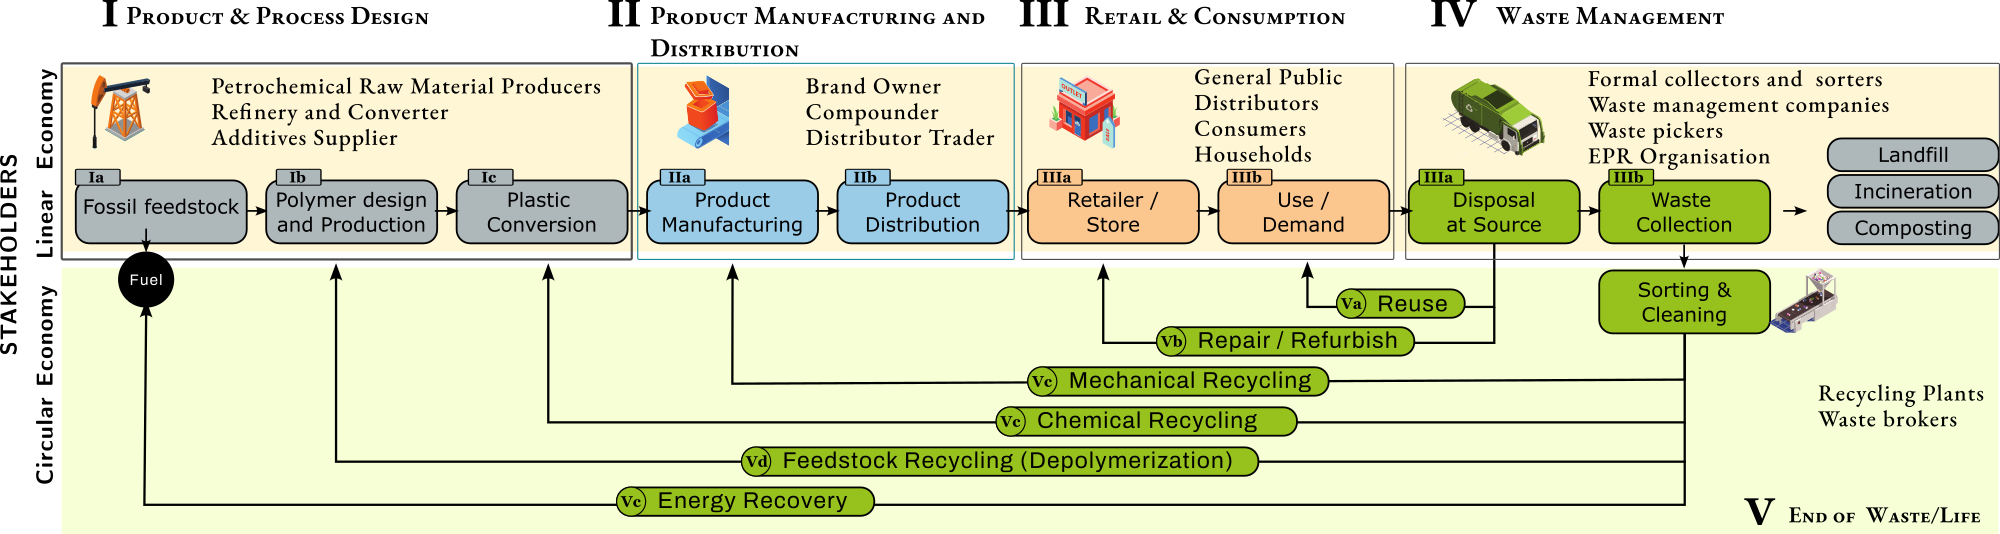 I PRODUCT & PROCESS DESIGN
II PRODUCT MANUFACTURING AND
DISTRIBUTION
III RETAIL & CONSUMPTION
IV WASTE MANAGEMENT
STAKEHOLDERS
Linear Economy
Petrochemical Raw Material Producers
Refinery and Converter
Additives Supplier
Brand Owner
Compounder
Distributor Trader
OUTLET
SALE
General Public
Distributors
Consumers
Households
Formal collectors and sorters
Waste management companies
Waste pickers
EPR Organisation
Ia
Fossil feedstock
Ib
Polymer design
and Production
Ic
Plastic
Conversion
IIa
Product
Manufacturing
IIb
Product
Distribution
IIIa
Retailer /
Store
IIIb
Use /
Demand
IIIa
Disposal
at Source
IIIb
Waste
Collection
Landfill
Incineration
Composting
Circular Economy
Fuel
Sorting &
Cleaning
Va Reuse
Vb Repair / Refurbish
Vc Mechanical Recycling
Vc Chemical Recycling
Vd Feedstock Recycling (Depolymerization)
Vc Energy Recovery
Recycling Plants
Waste brokers
V END OF WASTE/LIFE